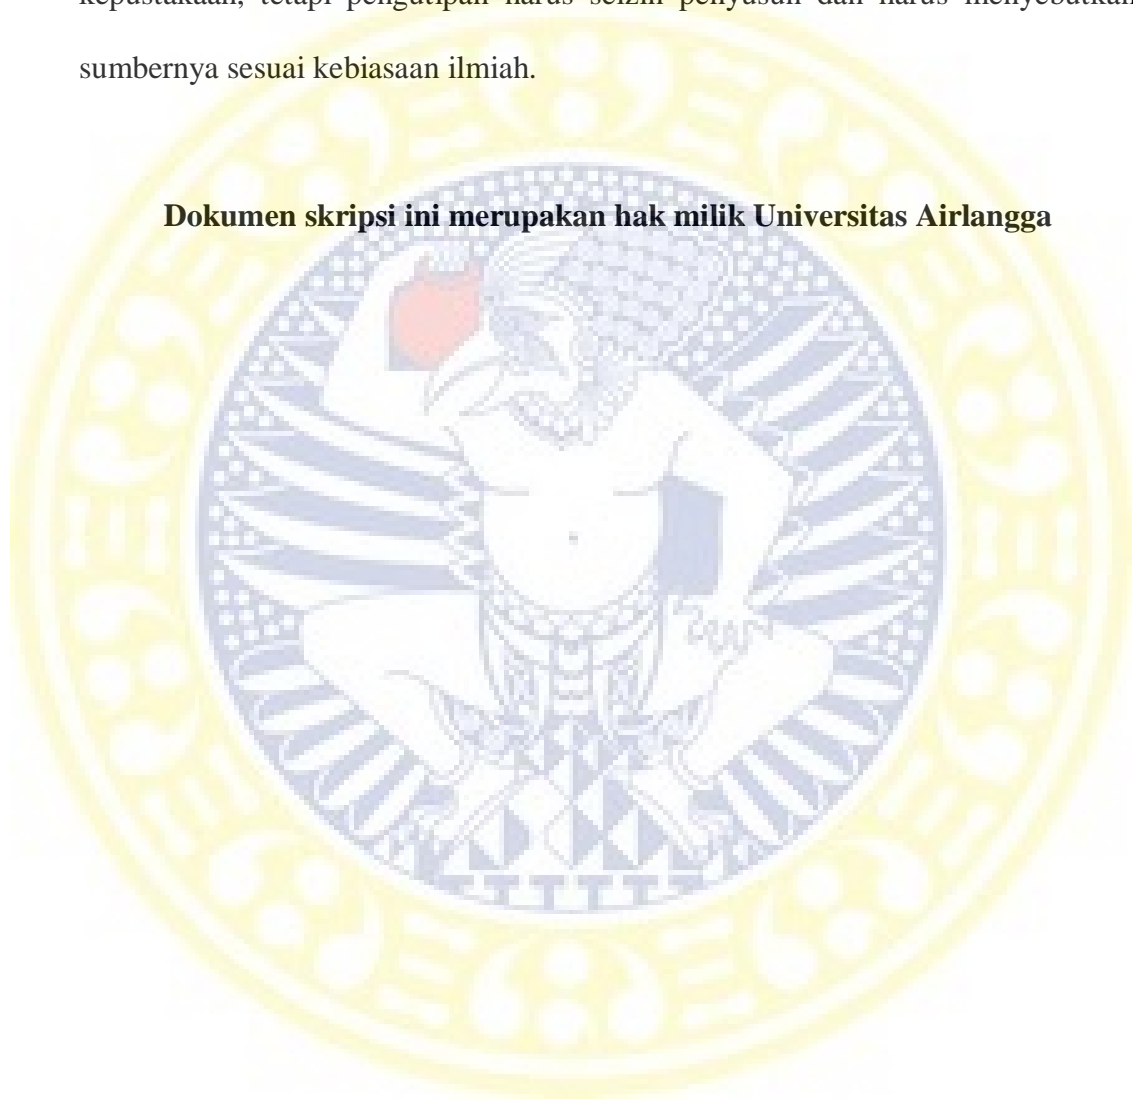 kepustakaan, tetapi pengutipan harus seizin penyusun dan harus menyebutkan
sumbernya sesuai kebiasaan ilmiah.
Dokumen skripsi ini merupakan hak milik Universitas Airlangga